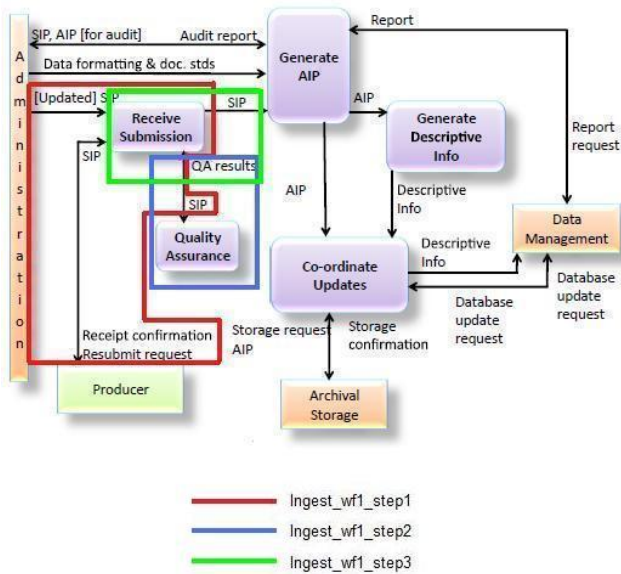 Administration
SIP, AIP [for audit]
Audit report
Data formatting & doc. stds
[Updated] SIP
Receive
Submission
SIP
SIP
Generate
AIP
Report
AIP
Generate
Descriptive
Info
Report
request
QA results
SIP
Quality
Assurance
AIP
Descriptive
Info
Data
Management
Co-ordinate
Updates
Descriptive
Info
Database
update
request
Database
update
request
Receipt confirmation
Resubmit request
Storage request
AIP
Storage
confirmation
Producer
Archival
Storage
Ingest_wf1_step1
Ingest_wf1_step2
Ingest_wf1_step3